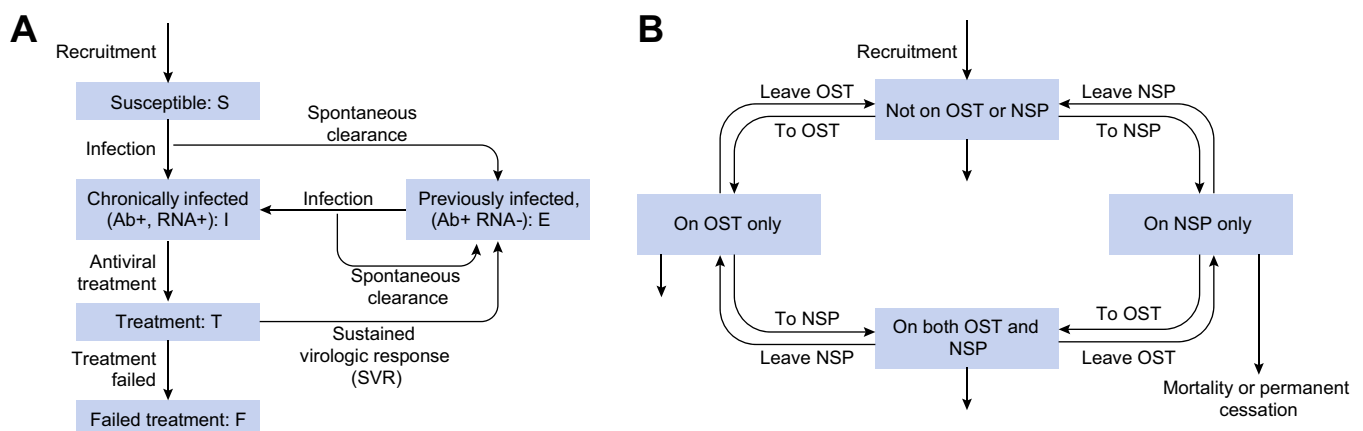 A
Recruitment
Susceptible: S
Spontaneous
clearance
Infection
Chronically infected
(Ab+, RNA+): I
Infection
Previously infected,
(Ab+ RNA-): E
Antiviral
treatment
Spontaneous
clearance
Treatment: T
Sustained
virologic response
(SVR)
Treatment
failed
Failed treatment: F
B
Recruitment
Leave OST
Not on OST or NSP
Leave NSP
To OST
To NSP
On OST only
On NSP only
To NSP
On both OST and
NSP
To OST
Leave NSP
Leave OST
Mortality or permanent
cessation